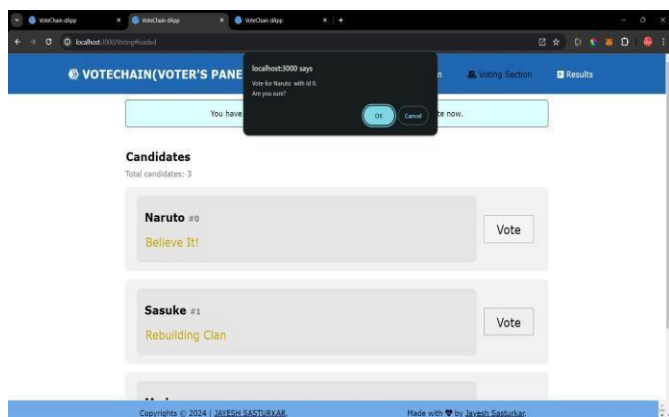 VoteChain dApp
VoteChain dApp
VoteChain dApp
localhost:3000/Voting#loaded
VOTECHAIN(VOTER'S PANE
Voting Section
Results
localhost:3000 says
Vote for Naruto with Id 0.
Are you sure?
OK
Cancel
You have
te now.
Candidates
Total candidates: 3
Naruto #0
Believe It!
Vote
Sasuke #1
Rebuilding Clan
Vote
Copyrights © 2024 | JAYESH SASTURKAR.
Made with by Jayesh Sasturkar.